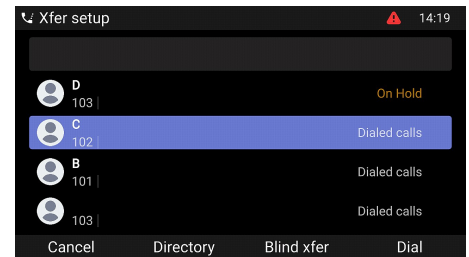 Xfer setup 14:19
D
103
On Hold
C
102
Dialed calls
B
101
Dialed calls
103
Dialed calls
Cancel Directory Blind xfer Dial